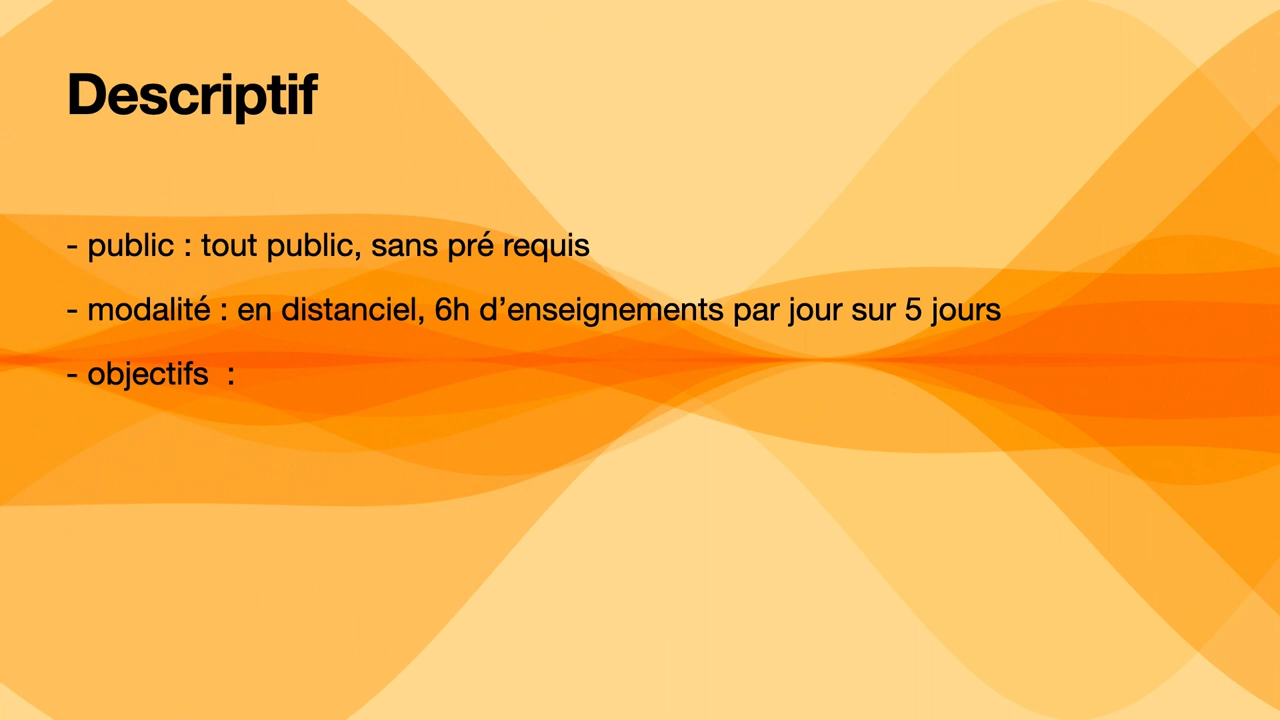 Descriptif
- public : tout public, sans pré requis
- modalité : en distanciel, 6h d’enseignements par jour sur 5 jours
- objectifs  :